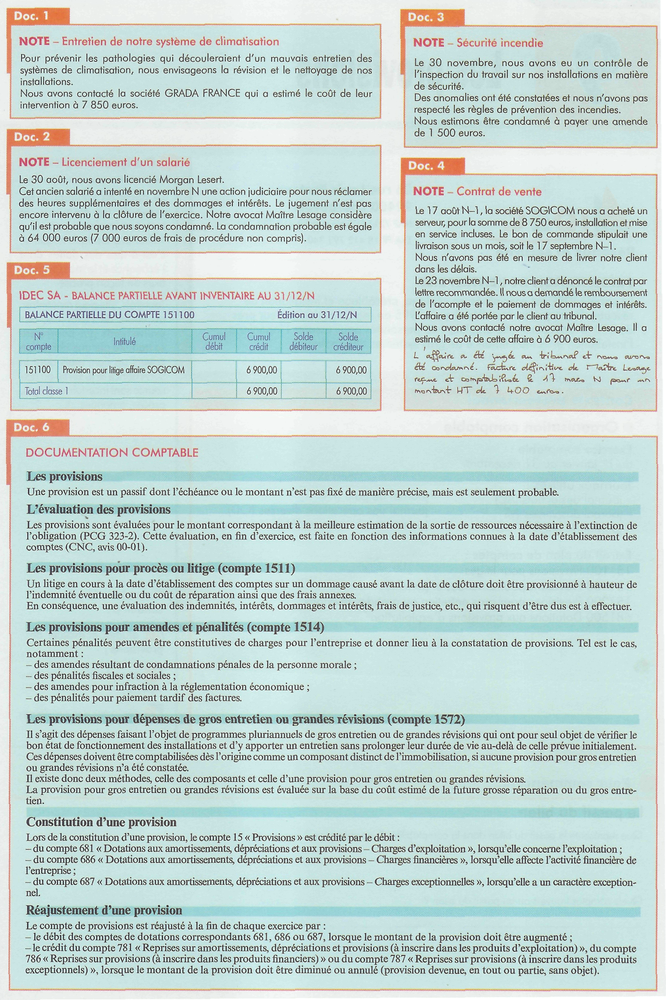 Doc. 1
NOTE – Entretien de notre système de climatisation
Pour prévenir les pathologies qui découleraient d'un mauvais entretien des
systèmes de climatisation, nous envisageons la révision et le nettoyage de nos
installations.
Nous avons contacté la société GRADA FRANCE qui a estimé le coût de leur
intervention à 7 850 euros.
Doc. 2
NOTE – Licenciement d'un salarié
Le 30 août, nous avons licencié Morgan Lesert.
Cet ancien salarié a intenté en novembre N une action judiciaire pour nous réclamer
des heures supplémentaires et des dommages et intérêts. Le jugement n'est pas
encore intervenu à la clôture de l'exercice. Notre avocat Maître Lesage considère
qu'il est probable que nous soyons condamné. La condamnation probable est égale
à 64 000 euros (7 000 euros de frais de procédure non compris).
Doc. 3
NOTE – Sécurité incendie
Le 30 novembre, nous avons eu un contrôle de
l'inspection du travail sur nos installations en matière
de sécurité.
Des anomalies ont été constatées et nous n'avons pas
respecté les règles de prévention des incendies.
Nous estimons être condamné à payer une amende
de 1 500 euros.
Doc. 4
NOTE – Contrat de vente
Le 17 août N–1, la société SOGICOM nous a acheté un
serveur, pour la somme de 8 750 euros, installation et mise
en service incluses. Le bon de commande stipulait une
livraison sous un mois, soit le 17 septembre N–1.
Nous n'avons pas été en mesure de livrer notre client
dans les délais.
Le 23 novembre N–1, notre client a dénoncé le contrat par
lettre recommandée. Il nous a demandé le remboursement
de l'acompte et le paiement de dommages et intérêts.
L'affaire a été portée par le client au tribunal.
Nous avons contacté notre avocat Maître Lesage. Il a
estimé le coût de cette affaire à 6 900 euros.
L'affaire a été jugée au tribunal et nous avons
été condamné. Facture définitive de Maître Lesage
reçue et comptabilisée le 17 mars N pour un
montant HT de 7 400 euros.
Doc. 5
IDEC SA - BALANCE PARTIELLE AVANT INVENTAIRE AU 31/12/N
BALANCE PARTIELLE DU COMPTE 151100 Édition au 31/12/N
N° compte Intitulé Cumul débit Cumul crédit Solde débiteur Solde créditeur
151100 Provision pour litige affaire SOGICOM 6 900,00 6 900,00
Total classe 1 6 900,00 6 900,00
Doc. 6
DOCUMENTATION COMPTABLE
Les provisions
Une provision est un passif dont l'échéance ou le montant n'est pas fixé de manière précise, mais est seulement probable.
L'évaluation des provisions
Les provisions sont évaluées pour le montant correspondant à la meilleure estimation de la sortie de ressources nécessaire à l'extinction de
l'obligation (PCG 323-2). Cette évaluation, en fin d'exercice, est faite en fonction des informations connues à la date d'établissement des
comptes (CNC, avis 00-01).
Les provisions pour procès ou litige (compte 1511)
Un litige en cours à la date d'établissement des comptes sur un dommage causé avant la date de clôture doit être provisionné à hauteur de
l'indemnité éventuelle ou du coût de réparation ainsi que des frais annexes.
En conséquence, une évaluation des indemnités, intérêts, dommages et intérêts, frais de justice, etc., qui risquent d'être dus est à effectuer.
Les provisions pour amendes et pénalités (compte 1514)
Certaines pénalités peuvent être constitutives de charges pour l'entreprise et donner lieu à la constatation de provisions. Tel est le cas,
notamment :
– des amendes résultant de condamnations pénales de la personne morale ;
– des pénalités fiscales et sociales ;
– des amendes pour infraction à la réglementation économique ;
– des pénalités pour paiement tardif des factures.
Les provisions pour dépenses de gros entretien ou grandes révisions (compte 1572)
Il s'agit des dépenses faisant l'objet de programmes pluriannuels de gros entretien ou de grandes révisions qui ont pour seul objet de vérifier le
bon état de fonctionnement des installations et d'y apporter un entretien sans prolonger leur durée de vie au-delà de celle prévue initialement.
Ces dépenses doivent être comptabilisées dès l'origine comme un composant distinct de l'immobilisation, si aucune provision pour gros entretien
ou grandes révisions n'a été constatée.
Il existe donc deux méthodes, celle des composants et celle d'une provision pour gros entretien ou grandes révisions.
La provision pour gros entretien ou grandes révisions est évaluée sur la base du coût estimé de la future grosse réparation ou du gros entre-
tien.
Constitution d'une provision
Lors de la constitution d'une provision, le compte 15 « Provisions » est crédité par le débit :
– du compte 681 « Dotations aux amortissements, dépréciations et aux provisions – Charges d'exploitation », lorsqu'elle concerne l'exploitation ;
– du compte 686 « Dotations aux amortissements, dépréciations et aux provisions – Charges financières », lorsqu'elle affecte l'activité financière de
l'entreprise ;
– du compte 687 « Dotations aux amortissements, dépréciations et aux provisions – Charges exceptionnelles », lorsqu'elle a un caractère exception-
nel.
Réajustement d'une provision
Le compte de provisions est réajusté à la fin de chaque exercice par :
– le débit des comptes de dotations correspondants 681, 686 ou 687, lorsque le montant de la provision doit être augmenté ;
– le crédit du compte 781 « Reprises sur amortissements, dépréciations et provisions (à inscrire dans les produits d'exploitation) », du compte
786 « Reprises sur provisions (à inscrire dans les produits financiers) » ou du compte 787 « Reprises sur provisions (à inscrire dans les produits
exceptionnels) », lorsque le montant de la provision doit être diminué ou annulé (provision devenue, en tout ou partie, sans objet).